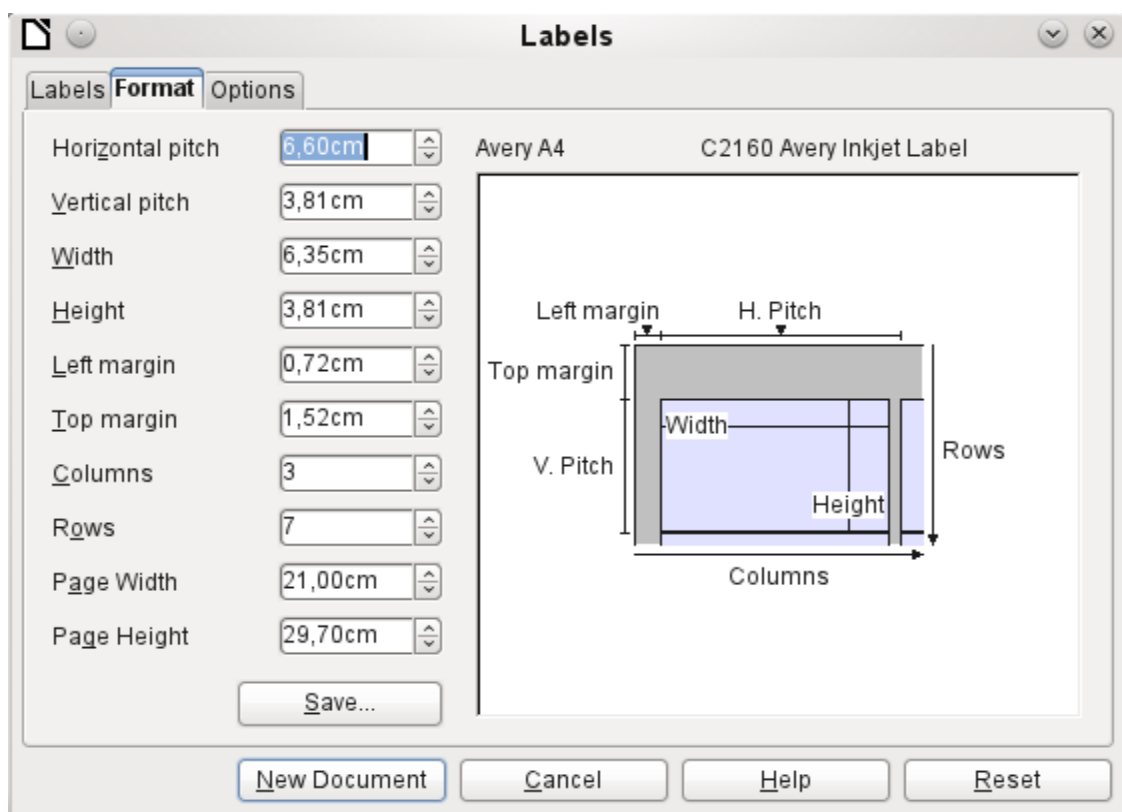 Labels
Labels Format Options
Horizontal pitch 6,60cm Avery A4 C2160 Avery Inkjet Label
Vertical pitch 3,81cm
Width 6,35cm
Height 3,81cm
Left margin H. Pitch
Left margin 0,72cm
Top margin
Top margin 1,52cm
Width
Columns 3
V. Pitch
Rows
Height
Rows 7
Columns
Page Width 21,00cm
Page Height 29,70cm
Save...
New Document Cancel Help Reset